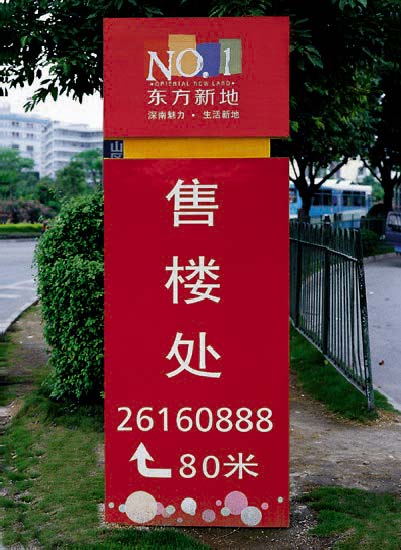 NO.1
ORIENTAL NEW LAND
东方新地
深南魅力·生活新地
售
楼
处
26160888
80米